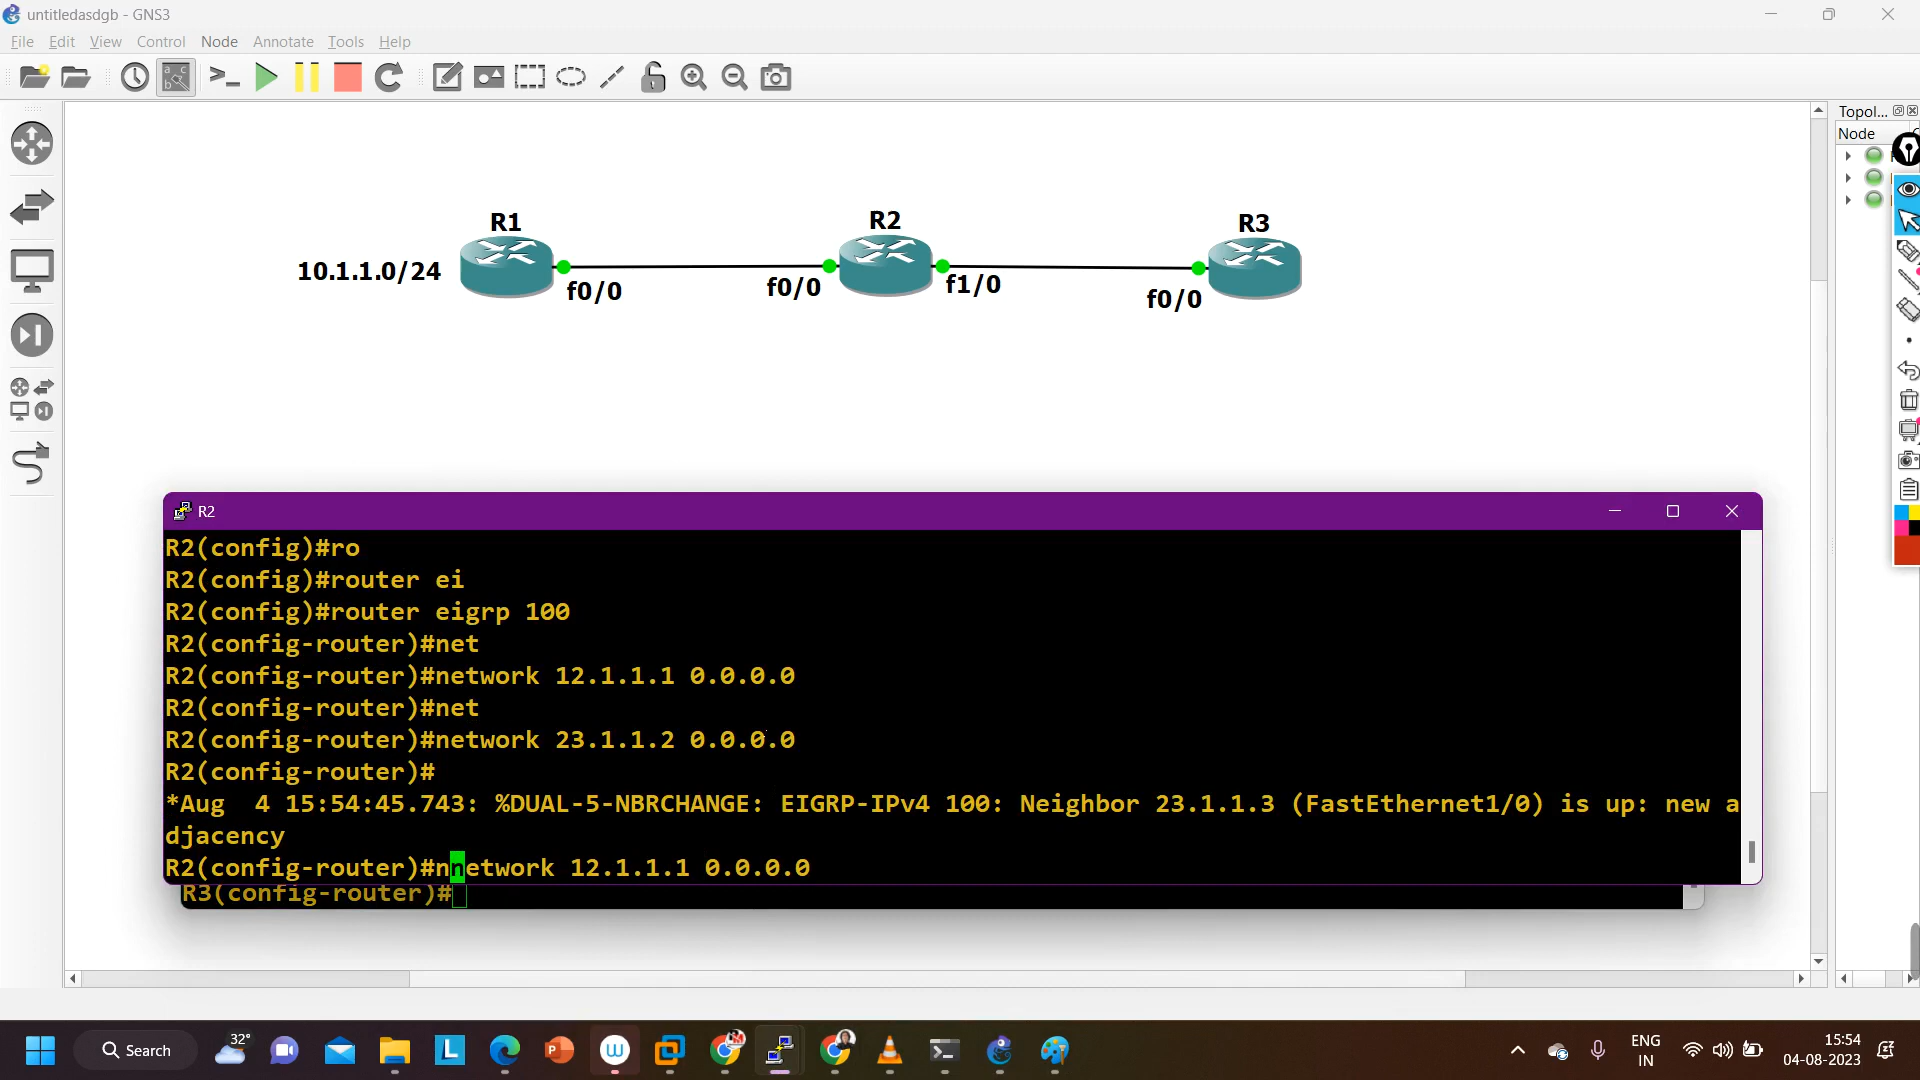 untitledasdgb - GNS3
File Edit View Control Node Annotate Tools Help
Topol...
Node
R1
R2
R3
10.1.1.0/24
f0/0
f0/0
f1/0
f0/0
R2
R2(config)#ro
R2(config)#router ei
R2(config)#router eigrp 100
R2(config-router)#net
R2(config-router)#network 12.1.1.1 0.0.0.0
R2(config-router)#net
R2(config-router)#network 23.1.1.2 0.0.0.0
R2(config-router)#
*Aug  4 15:54:45.743: %DUAL-5-NBRCHANGE: EIGRP-IPv4 100: Neighbor 23.1.1.3 (FastEthernet1/0) is up: new a
djacency
R2(config-router)#nnetwork 12.1.1.1 0.0.0.0
R3(config-router)#
Search
32°
ENG
IN
15:54
04-08-2023